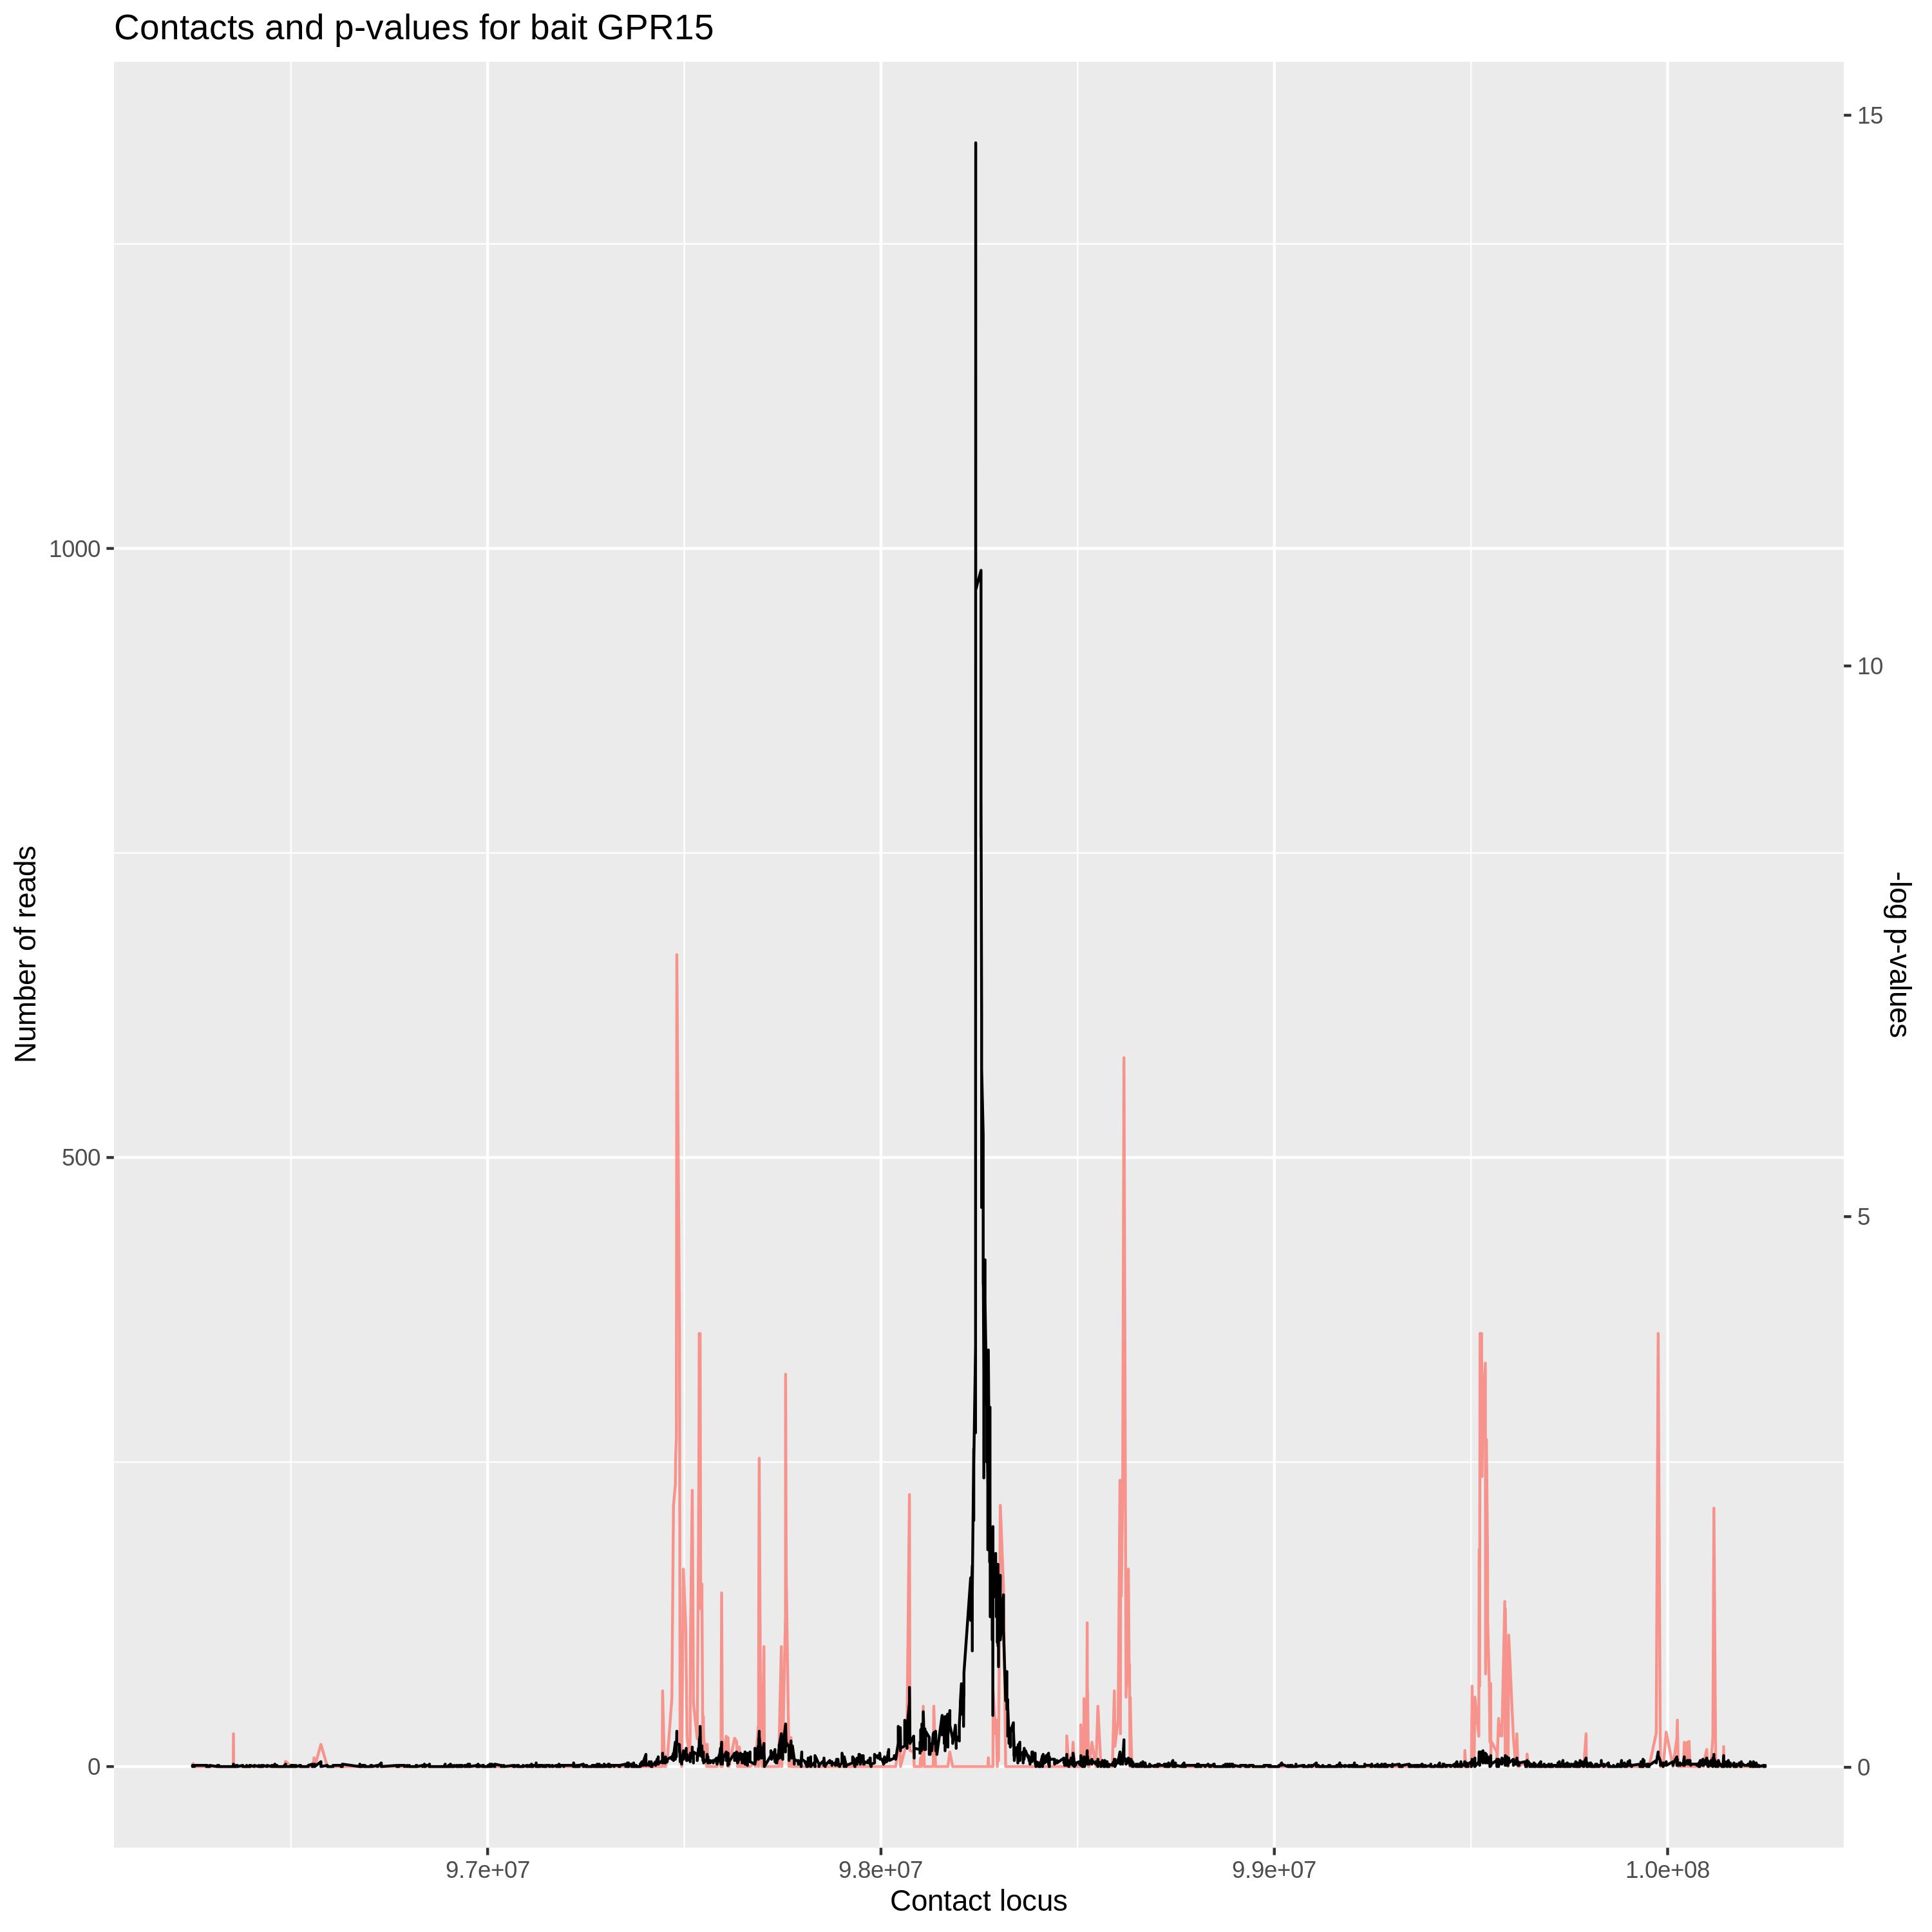 Contacts and p-values for bait GPR15
15
1000
10
Number of reads
-log p-values
500
5
0
0
9.7e+07
9.8e+07
9.9e+07
1.0e+08
Contact locus